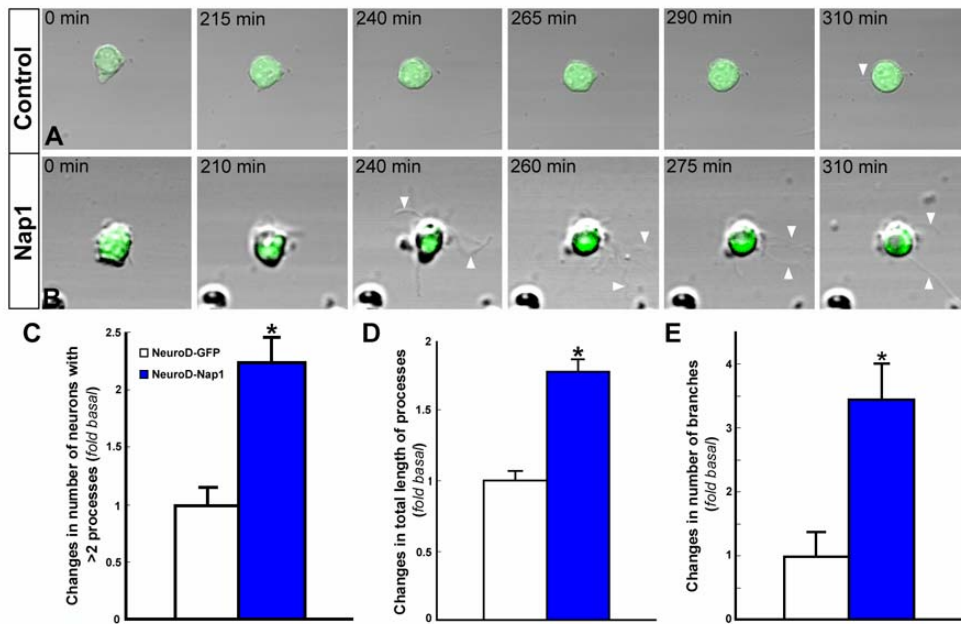 Control
0 min
215 min
240 min
265 min
290 min
310 min
A
Nap1
0 min
210 min
240 min
260 min
275 min
310 min
B
C
Changes in number of neurons with
>2 processes (fold basal)
2.5
2
1.5
1
0.5
0
NeuroD-GFP
NeuroD-Nap1
*
D
Changes in total length of processes
(fold basal)
2
1.5
1
0.5
0
*
E
Changes in number of branches
(fold basal)
4
3
2
1
0
*